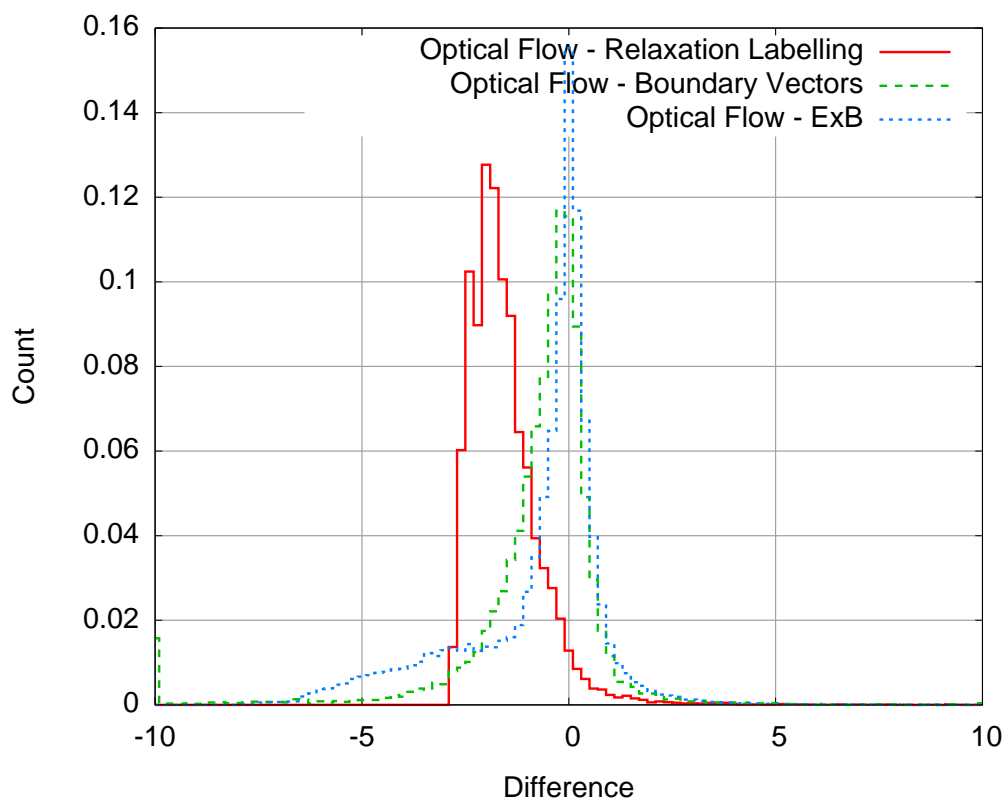 0.16
Optical Flow - Relaxation Labelling
Optical Flow - Boundary Vectors
0.14
Optical Flow - ExB
0.12
0.1
Count
0.08
0.06
0.04
0.02
0
-10
-5
0
5
10
Difference